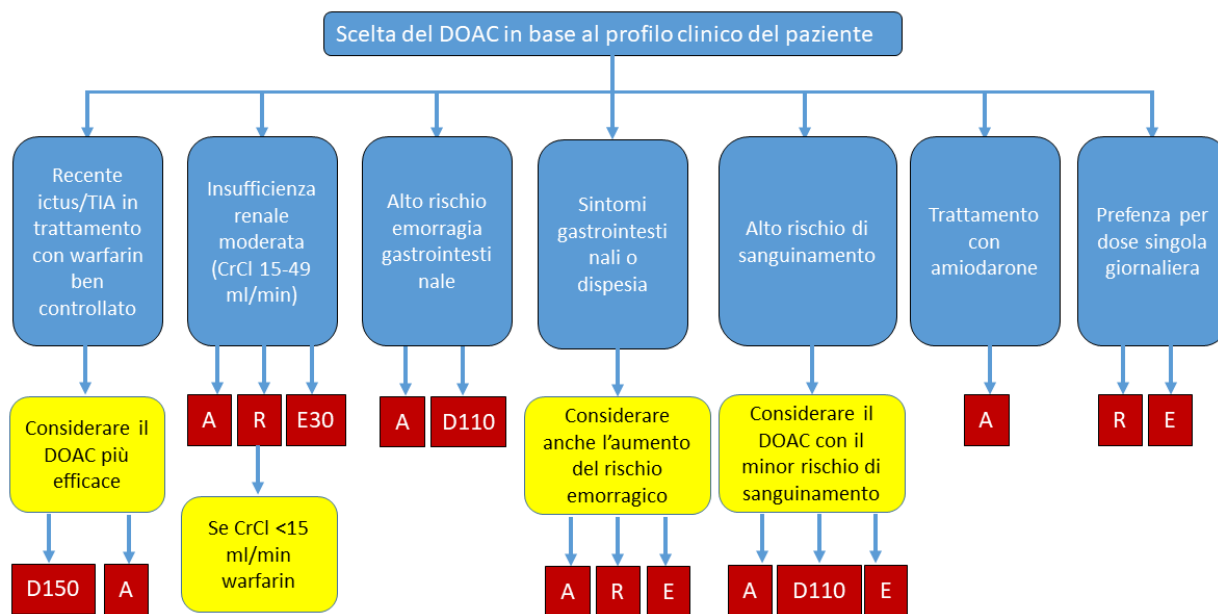 Scelta del DOAC in base al profilo clinico del paziente
Recente
ictus/TIA in
trattamento
con warfarin
ben
controllato
Insufficienza
renale
moderata
(CrCl 15-49
ml/min)
Alto rischio
emorragia
gastrointesti
nale
Sintomi
gastrointesti
nali o
dispesia
Alto rischio di
sanguinamento
Trattamento
con
amiodarone
Prefenza per
dose singola
giornaliera
Considerare il
DOAC più
efficace
A
R
E30
A
D110
Considerare
anche l'aumento
del rischio
emorragico
Considerare il
DOAC con il
minor rischio di
sanguinamento
A
R
E
Se CrCl <15
ml/min
warfarin
D150
A
A
R
E
A
D110
E